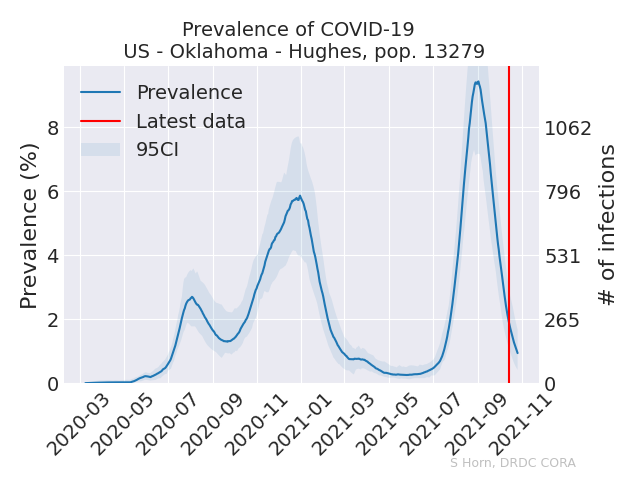 Prevalence of COVID-19
US - Oklahoma - Hughes, pop. 13279
Prevalence
Latest data
95CI
Prevalence (%)
8
6
4
2
0
1062
796
531
265
0
# of infections
2020-03
2020-05
2020-07
2020-09
2020-11
2021-01
2021-03
2021-05
2021-07
2021-09
2021-11
S Horn, DRDC CORA